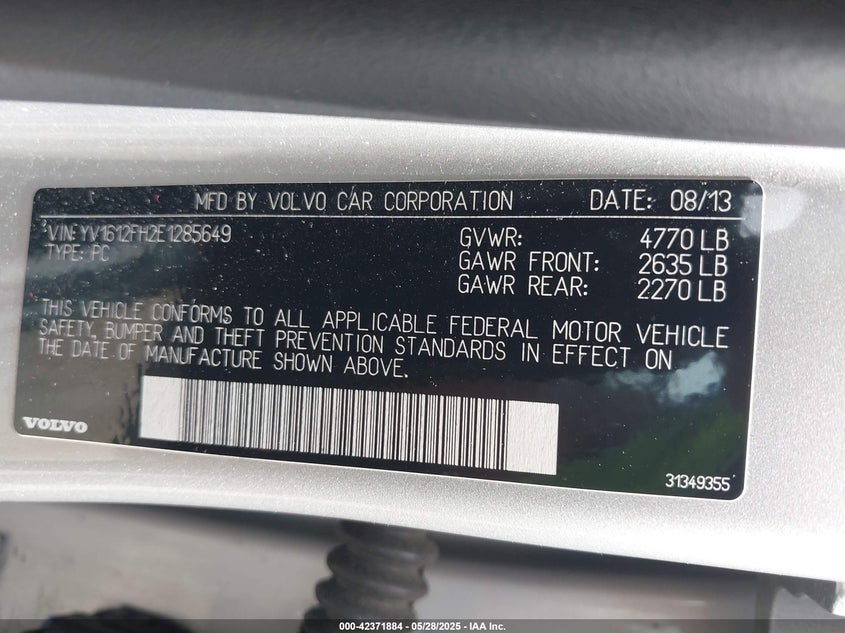 MFD BY VOLVO CAR CORPORATION DATE: 08/13
VIN: YV1612FH2E1285649
TYPE: PC
GVWR: 4770 LB
GAWR FRONT: 2635 LB
GAWR REAR: 2270 LB
THIS VEHICLE CONFORMS TO ALL APPLICABLE FEDERAL MOTOR VEHICLE
SAFETY, BUMPER AND THEFT PREVENTION STANDARDS IN EFFECT ON
THE DATE OF MANUFACTURE SHOWN ABOVE.
VOLVO
31349355
000-42371884 - 05/28/2025 - IAA Inc.